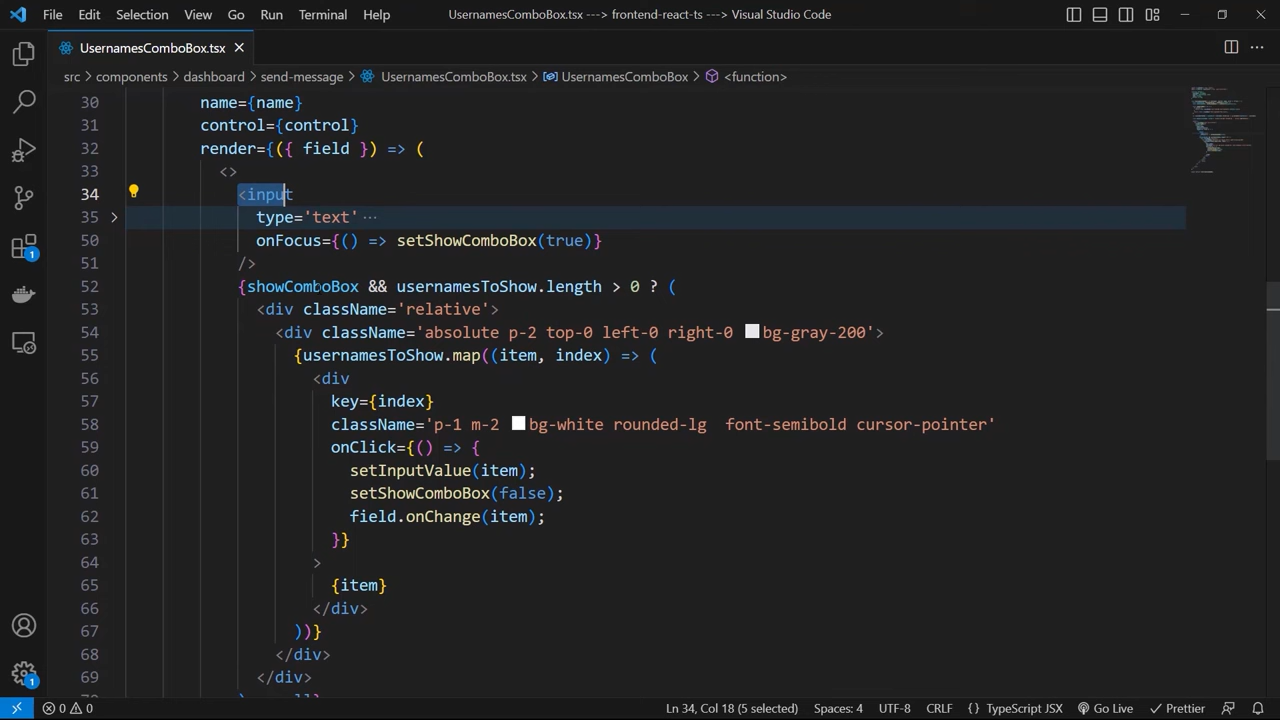 File Edit Selection View Go Run Terminal Help UsernamesComboBox.tsx ---> frontend-react-ts ---> Visual Studio Code
UsernamesComboBox.tsx
src > components > dashboard > send-message > UsernamesComboBox.tsx > UsernamesComboBox > <function>
30 name={name}
31 control={control}
32 render={({ field }) => (
33 <>
34 <input
35 type='text' ···
50 onFocus={() => setShowComboBox(true)}
51 />
52 {showComboBox && usernamesToShow.length > 0 ? (
53 <div className='relative'>
54 <div className='absolute p-2 top-0 left-0 right-0 bg-gray-200'>
55 {usernamesToShow.map((item, index) => (
56 <div
57 key={index}
58 className='p-1 m-2 bg-white rounded-lg  font-semibold cursor-pointer'
59 onClick={() => {
60 setInputValue(item);
61 setShowComboBox(false);
62 field.onChange(item);
63 }}
64 >
65 {item}
66 </div>
67 ))}
68 </div>
69 </div>
1
1
0 0 Ln 34, Col 18 (5 selected) Spaces: 4 UTF-8 CRLF {} TypeScript JSX Go Live Prettier